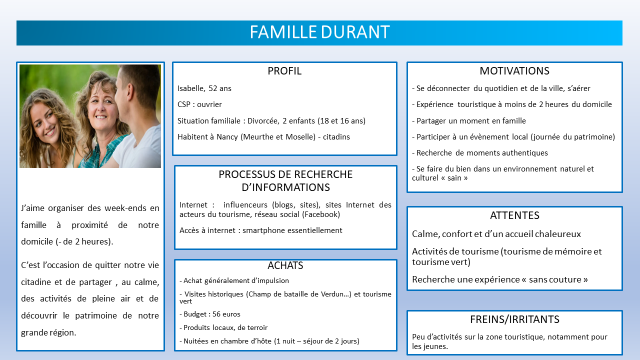 FAMILLE DURANT
J'aime organiser des week-ends en
famille à proximité de notre
domicile (- de 2 heures).
C'est l'occasion de quitter notre vie
citadine et de partager , au calme,
des activités de plein air et de
découvrir le patrimoine de notre
grande région.
PROFIL
Isabelle, 52 ans
CSP : ouvrier
Situation familiale : Divorcée, 2 enfants (18 et 16 ans)
Habitent à Nancy (Meurthe et Moselle) - citadins
PROCESSUS DE RECHERCHE
D'INFORMATIONS
Internet : influenceurs (blogs, sites), sites Internet des
acteurs du tourisme, réseau social (Facebook)
Accès à internet : smartphone essentiellement
ACHATS
- Achat généralement d'impulsion
- Visites historiques (Champ de bataille de Verdun...) et tourisme
vert
- Budget : 56 euros
- Produits locaux, de terroir
- Nuitées en chambre d'hôte (1 nuit – séjour de 2 jours)
MOTIVATIONS
- Se déconnecter du quotidien et de la ville, s'aérer
- Expérience touristique à moins de 2 heures du domicile
- Partager un moment en famille
- Participer à un évènement local (journée du patrimoine)
- Recherche de moments authentiques
- Se faire du bien dans un environnement naturel et
culturel « sain »
ATTENTES
Calme, confort et d'un accueil chaleureux
Activités de tourisme (tourisme de mémoire et
tourisme vert)
Recherche une expérience « sans couture »
FREINS/IRRITANTS
Peu d'activités sur la zone touristique, notamment pour
les jeunes.